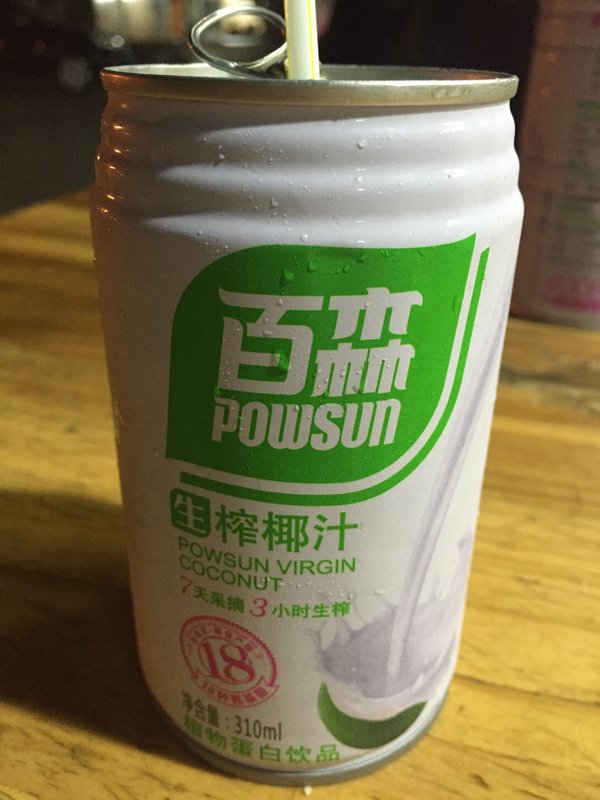 百森
POWSUN
生榨椰汁
POWSUN VIRGIN
COCONUT
7天采摘3小时生榨
18
净含量:310ml
植物蛋白饮品